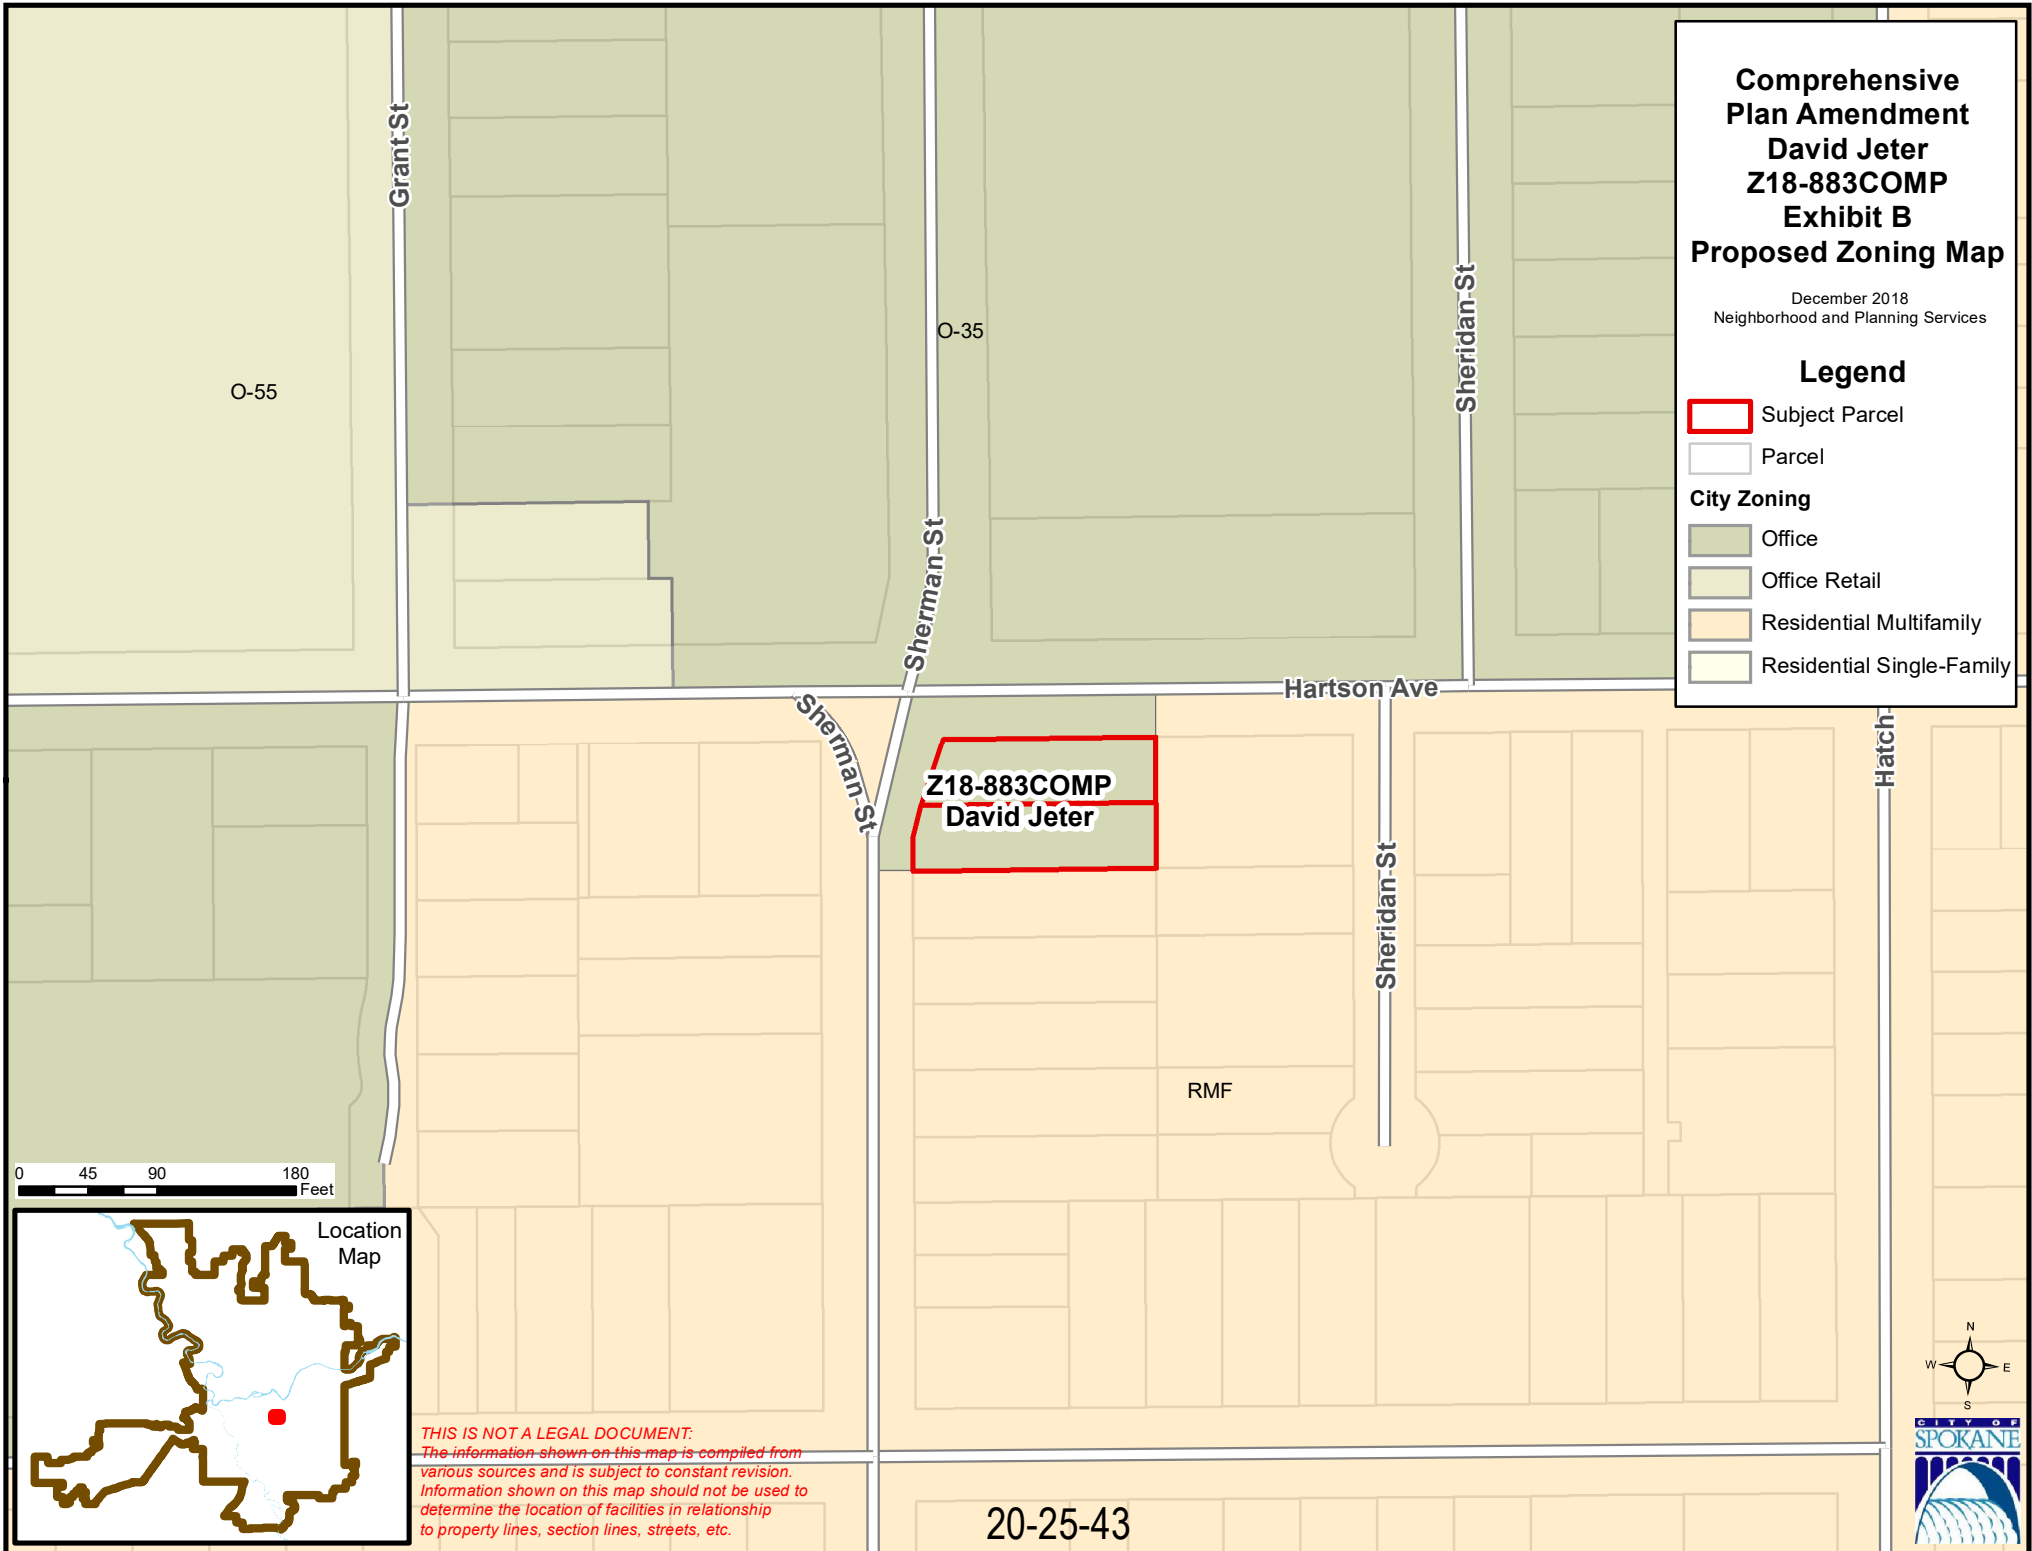 Comprehensive
Plan Amendment
David Jeter
Z18-883COMP
Exhibit B
Proposed Zoning Map
December 2018
Neighborhood and Planning Services
Legend
Subject Parcel
Parcel
City Zoning
Office
Office Retail
Residential Multifamily
Residential Single-Family
Grant St
Sherman St
Sheridan St
O-35
O-55
Hartson Ave
Sherman St
Z18-883COMP
David Jeter
Sheridan St
Hatch
RMF
0 45 90 180
Feet
Location
Map
THIS IS NOT A LEGAL DOCUMENT:
The information shown on this map is compiled from
various sources and is subject to constant revision.
Information shown on this map should not be used to
determine the location of facilities in relationship
to property lines, section lines, streets, etc.
20-25-43
N
W E
S
CITY OF
SPOKANE